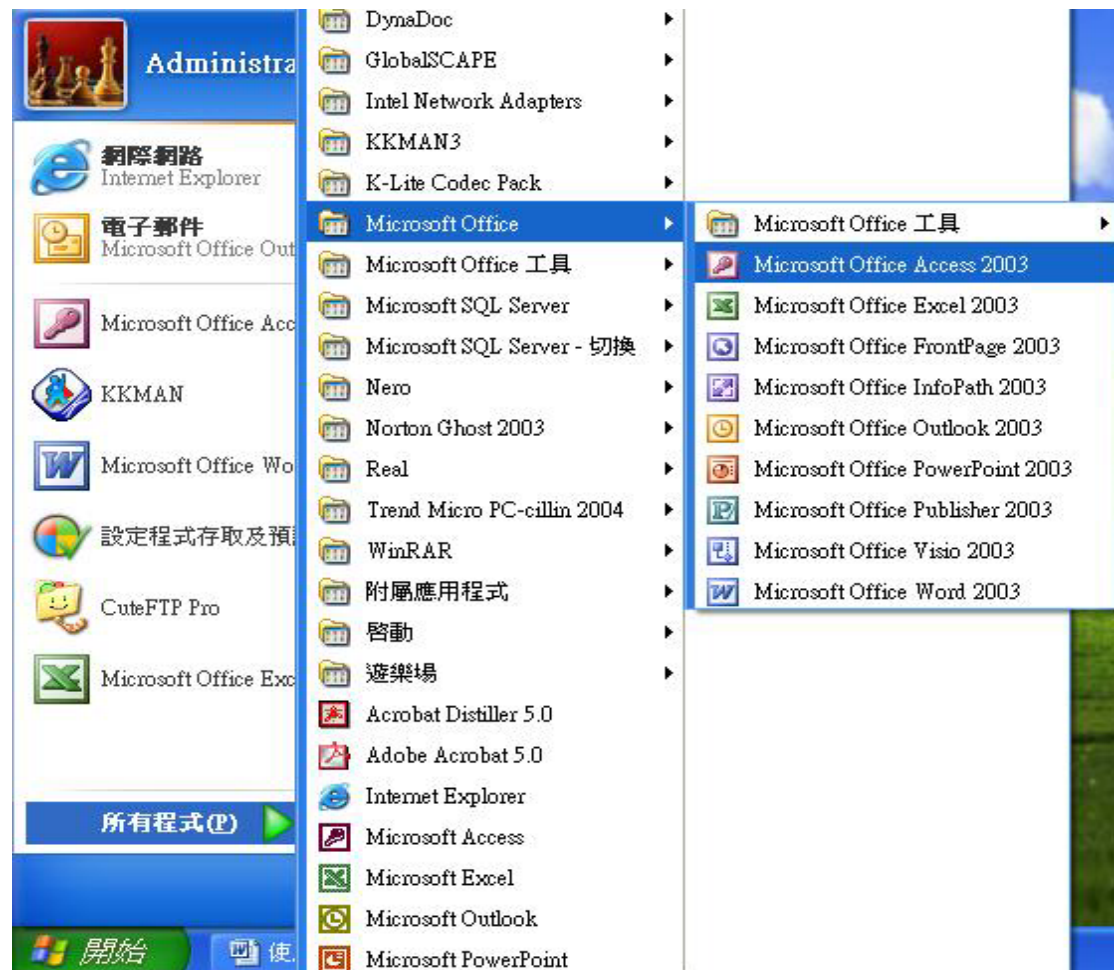 Administra
網際網路
Internet Explorer
電子郵件
Microsoft Office Out
Microsoft Office Acc
KKMAN
Microsoft Office Wo
設定程式存取及預
CuteFTP Pro
Microsoft Office Exc
所有程式(P)
開始
使
DynaDoc
GlobalSCAPE
Intel Network Adapters
KKMAN3
K-Lite Codec Pack
Microsoft Office
Microsoft Office 工具
Microsoft SQL Server
Microsoft SQL Server - 切換
Nero
Norton Ghost 2003
Real
Trend Micro PC-cillin 2004
WinRAR
附屬應用程式
啓動
遊樂場
Acrobat Distiller 5.0
Adobe Acrobat 5.0
Internet Explorer
Microsoft Access
Microsoft Excel
Microsoft Outlook
Microsoft PowerPoint
Microsoft Office 工具
Microsoft Office Access 2003
Microsoft Office Excel 2003
Microsoft Office FrontPage 2003
Microsoft Office InfoPath 2003
Microsoft Office Outlook 2003
Microsoft Office PowerPoint 2003
Microsoft Office Publisher 2003
Microsoft Office Visio 2003
Microsoft Office Word 2003